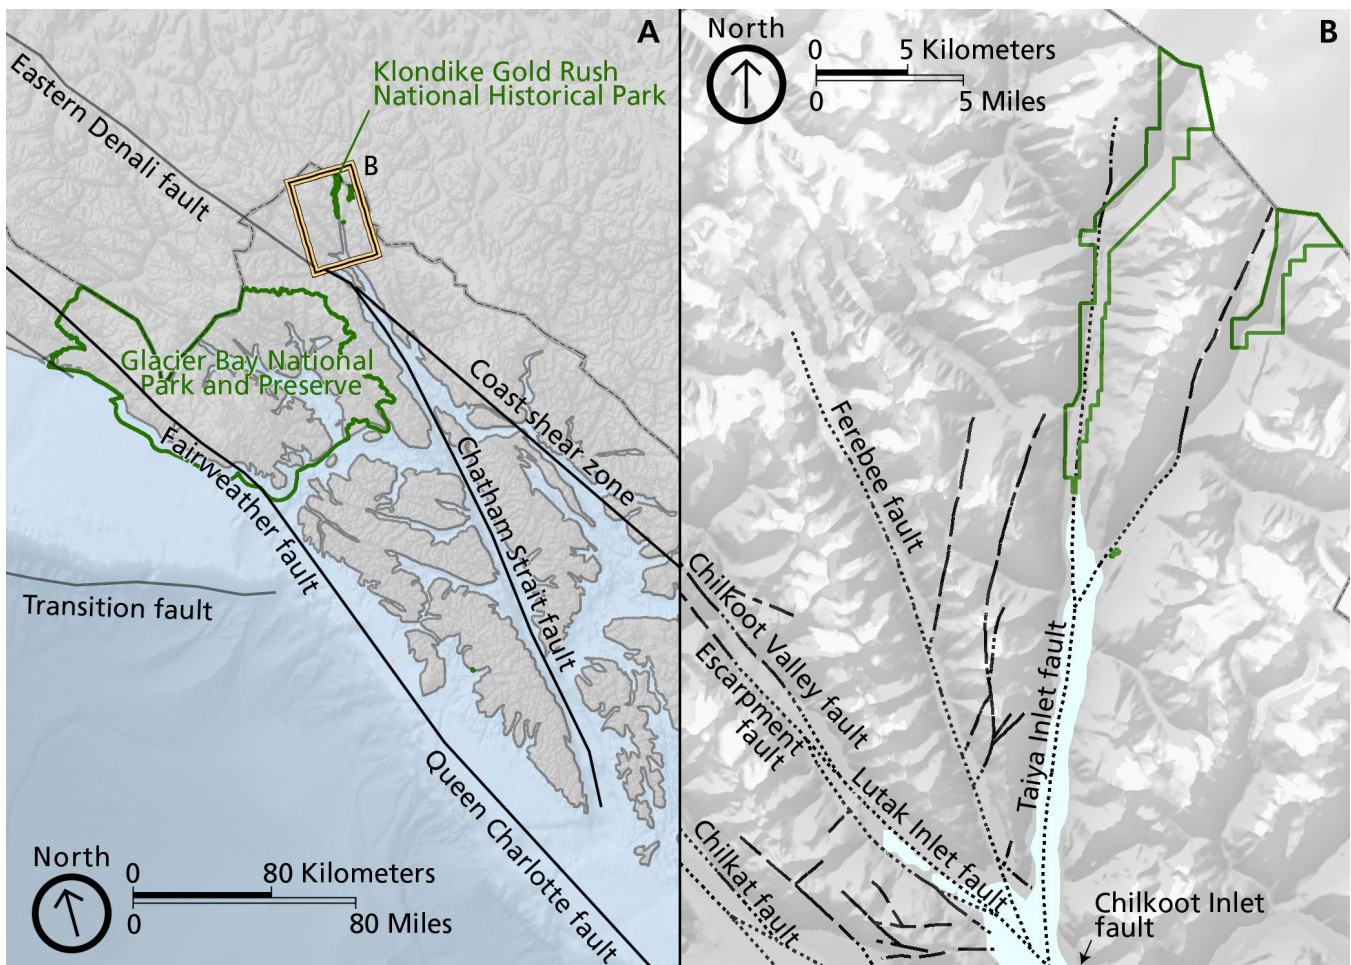 A
Klondike Gold Rush
National Historical Park
B
Eastern Denali fault
Glacier Bay National
Park and Preserve
Coast shear zone
Fairweather fault
Chatham Strait fault
Transition fault
Queen Charlotte fault
North
0 80 Kilometers
0 80 Miles
B
North
0 5 Kilometers
0 5 Miles
Ferebee fault
Chilkoot Valley fault
Escarpment
fault
Taiya Inlet fault
Lutak Inlet fault
Chilkat fault
Chilkoot Inlet
fault